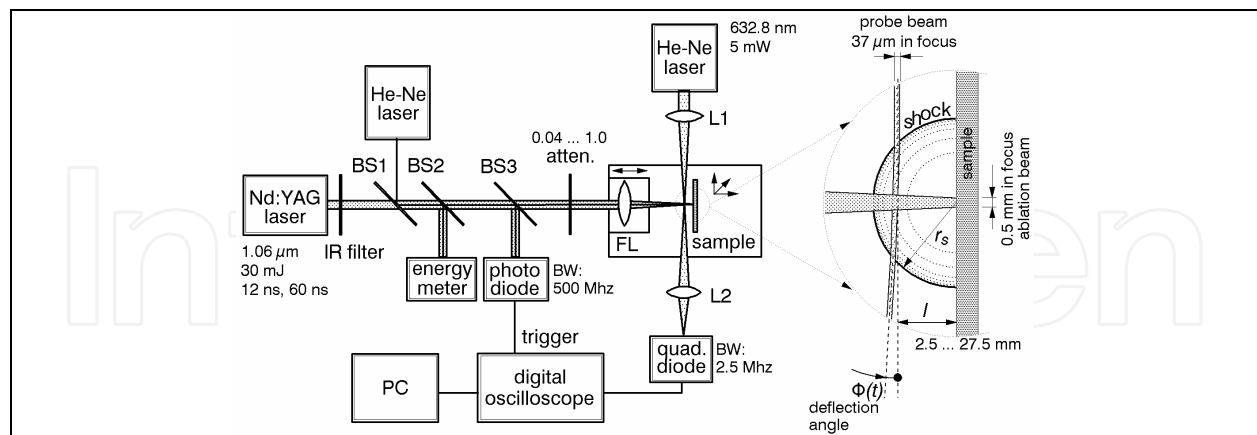 632.8 nm
5 mW
He-Ne
laser
He-Ne
laser
L1
0.04 ... 1.0
atten.
BS1
BS2
BS3
Nd:YAG
laser
IR filter
1.06 µm
30 mJ
12 ns, 60 ns
energy
meter
photo
diode
BW:
500 Mhz
FL
sample
L2
trigger
PC
digital
oscilloscope
quad.
diode
BW:
2.5 Mhz
probe beam
37 µm in focus
shock
sample
0.5 mm in focus
ablation beam
rs
l
2.5 ... 27.5 mm
Φ(t)
deflection
angle